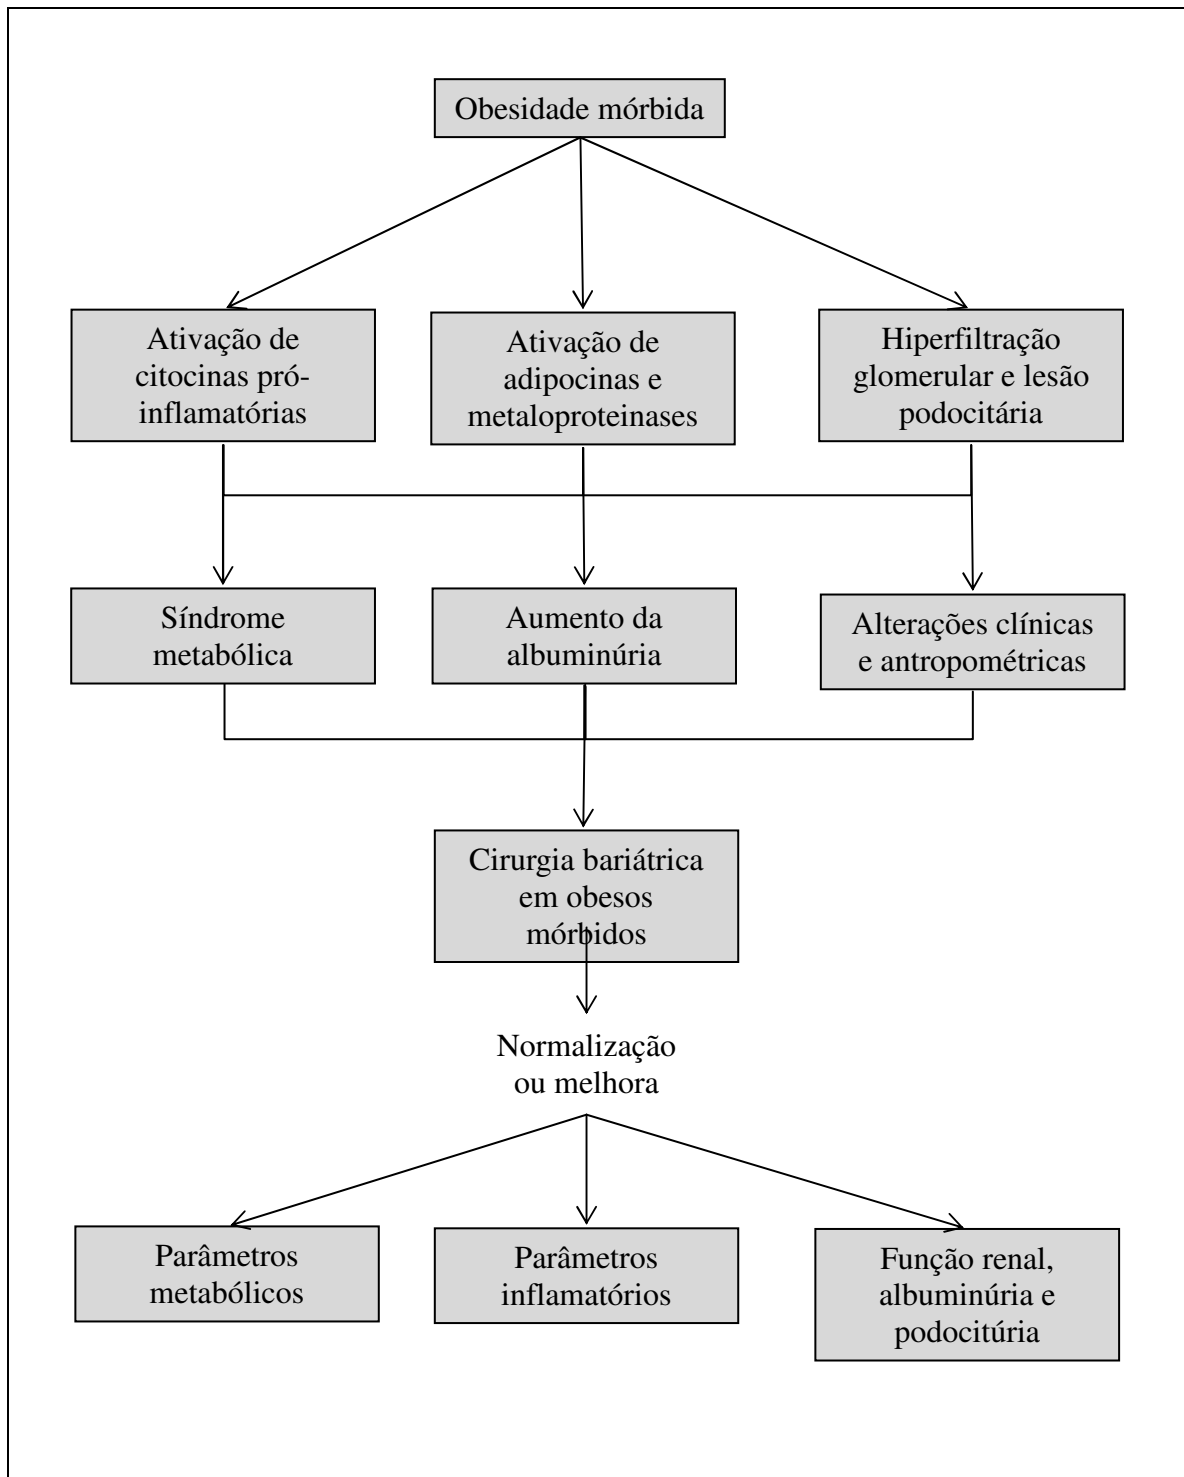 Obesidade mórbida
Ativação de
citocinas pró-
inflamatórias
Ativação de
adipocinas e
metaloproteinases
Hiperfiltração
glomerular e lesão
podocitária
Síndrome
metabólica
Aumento da
albuminúria
Alterações clínicas
e antropométricas
Cirurgia bariátrica
em obesos
mórbidos
Normalização
ou melhora
Parâmetros
metabólicos
Parâmetros
inflamatórios
Função renal,
albuminúria e
podocitúria